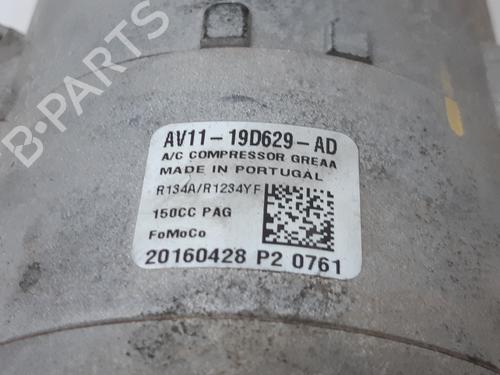 B-PARTS
AV11-19D629-AD
A/C COMPRESSOR GREAA
MADE IN PORTUGAL
R134A/R1234YF
150CC PAG
FoMoCo
20160428 P2 0761